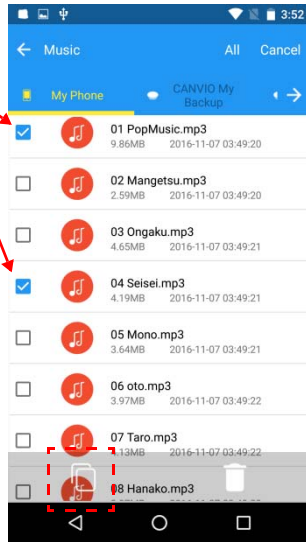 3:52
Music All Cancel
My Phone CANVIO My
Backup
01 PopMusic.mp3
9.86MB 2016-11-07 03:49:20
02 Mangetsu.mp3
2.59MB 2016-11-07 03:49:20
03 Ongaku.mp3
4.65MB 2016-11-07 03:49:21
04 Seisei.mp3
4.19MB 2016-11-07 03:49:21
05 Mono.mp3
3.64MB 2016-11-07 03:49:21
06 oto.mp3
3.97MB 2016-11-07 03:49:22
07 Taro.mp3
.13MB 2016-11-07 03:49:22
08 Hanako.mp3